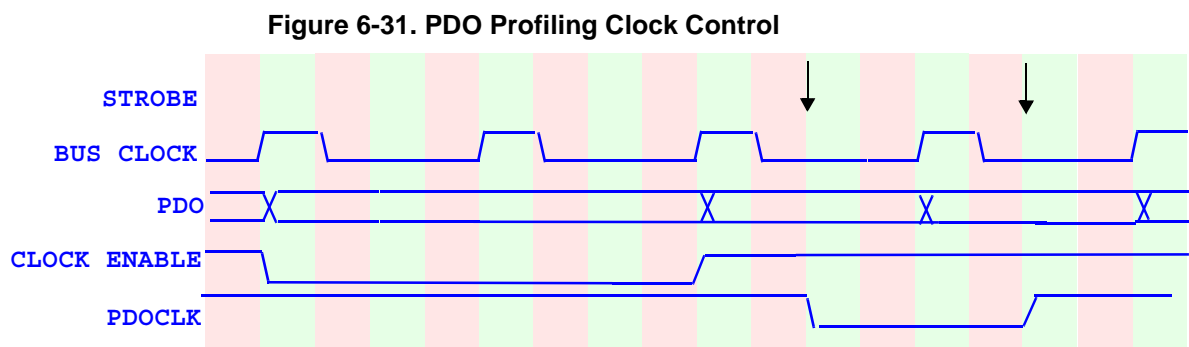 Figure 6-31. PDO Profiling Clock Control
STROBE
BUS CLOCK
PDO
CLOCK ENABLE
PDOCLK